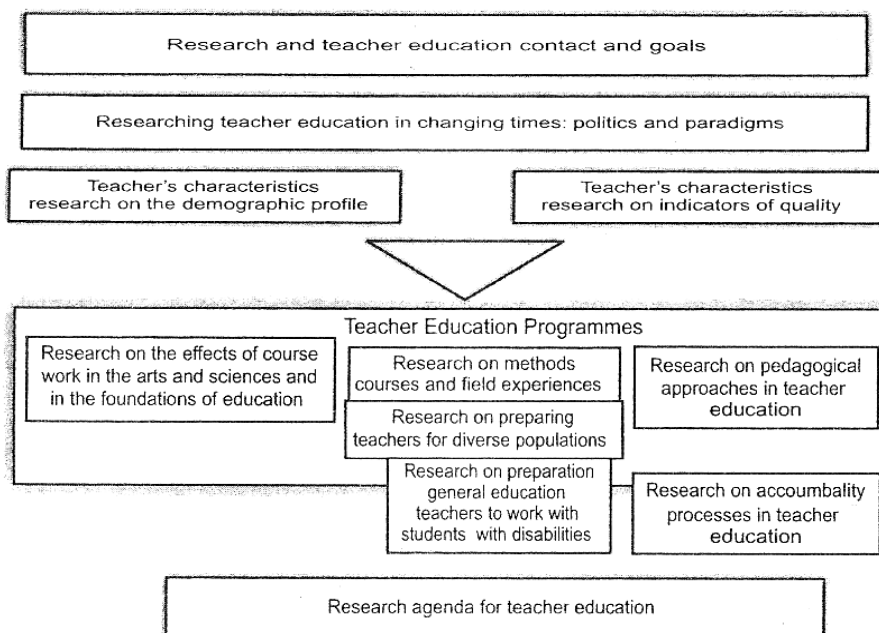 Research and teacher education contact and goals
Researching teacher education in changing times: politics and paradigms
Teacher's characteristics
research on the demographic profile
Teacher's characteristics
research on indicators of quality
Teacher Education Programmes
Research on the effects of course
work in the arts and sciences and
in the foundations of education
Research on methods
courses and field experiences
Research on preparing
teachers for diverse populations
Research on preparation
general education
teachers to work with
students with disabilities
Research on pedagogical
approaches in teacher
education
Research on accoumbality
processes in teacher
education
Research agenda for teacher education